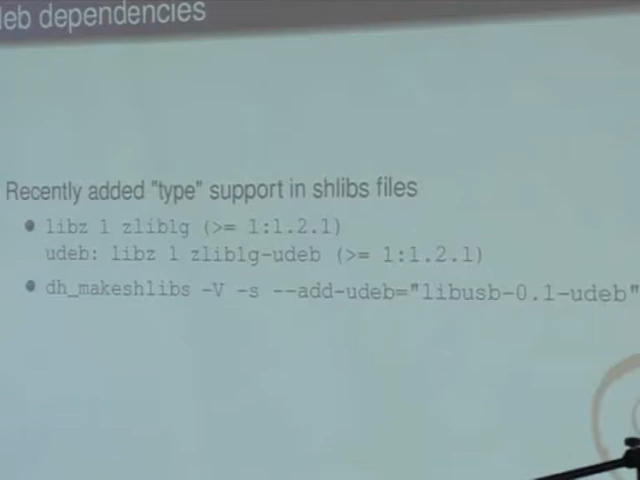 eb dependencies
Recently added "type" support in shlibs files
libz 1 zlib1g (>= 1:1.2.1)
udeb: libz 1 zlib1g-udeb (>= 1:1.2.1)
dh_makeshlibs -V -s --add-udeb="libusb-0.1-udeb"